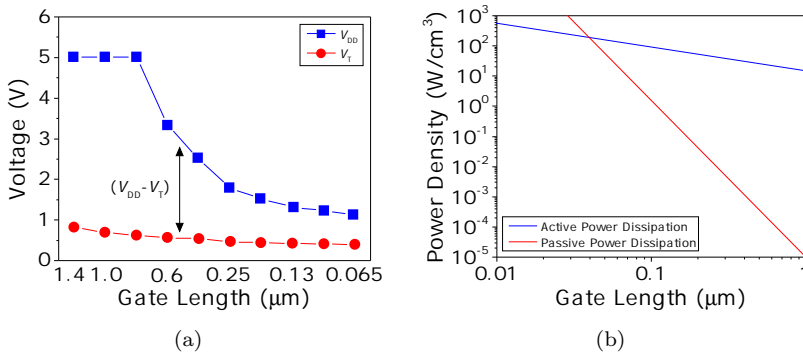 6
5
4
3
2
1
0
Voltage (V)
V_DD
V_T
(V_DD-V_T)
1.4 1.0 0.6 0.25 0.13 0.065
Gate Length (μm)
(a)
10^3
10^2
10^1
10^0
10^-1
10^-2
10^-3
10^-4
10^-5
Power Density (W/cm^3)
Active Power Dissipation
Passive Power Dissipation
0.01 0.1 1
Gate Length (μm)
(b)